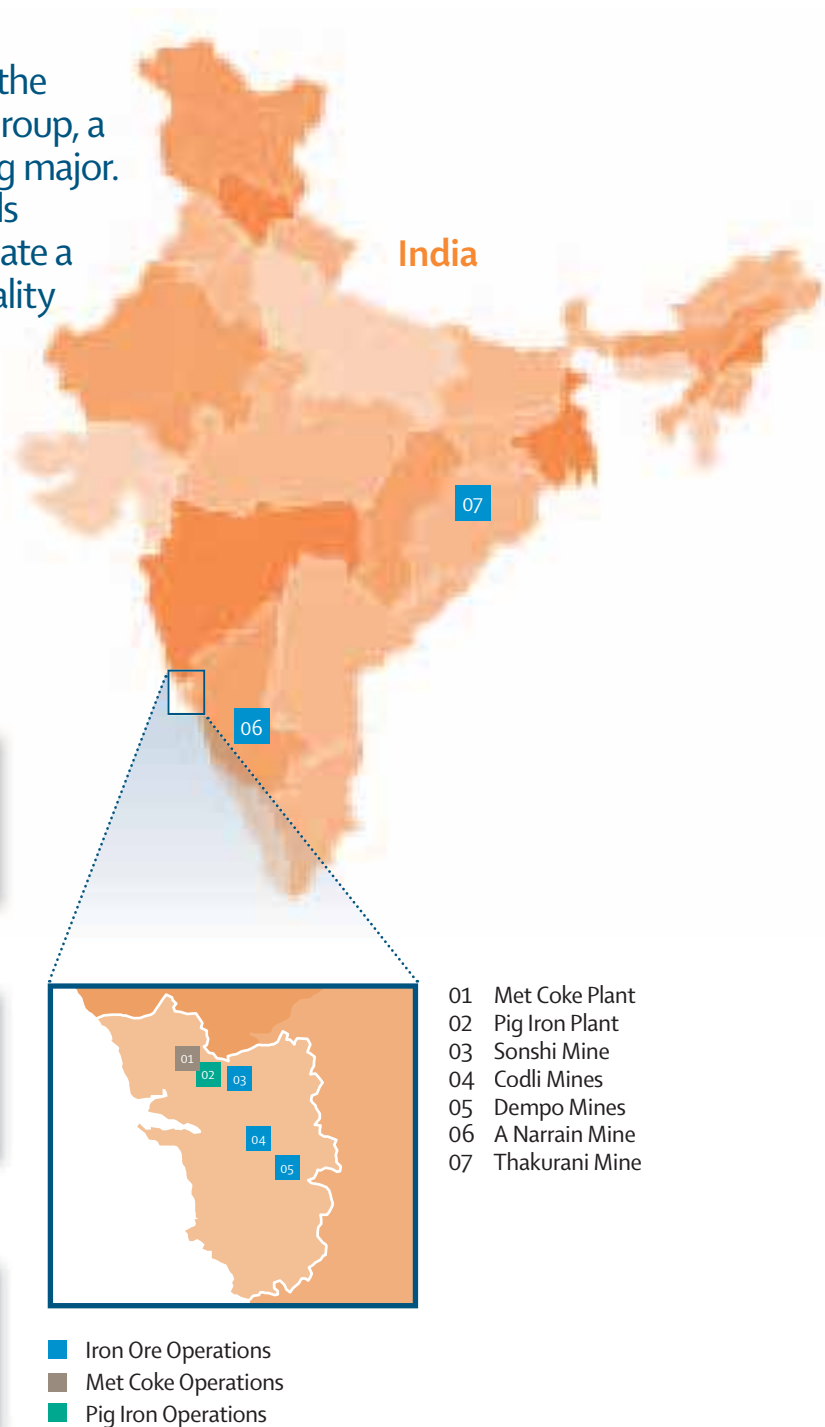 the
roup, a
g major.
ls
ate a
ality
India
07
06
01
02
03
04
05
01 Met Coke Plant
02 Pig Iron Plant
03 Sonshi Mine
04 Codli Mines
05 Dempo Mines
06 A Narrain Mine
07 Thakurani Mine
Iron Ore Operations
Met Coke Operations
Pig Iron Operations